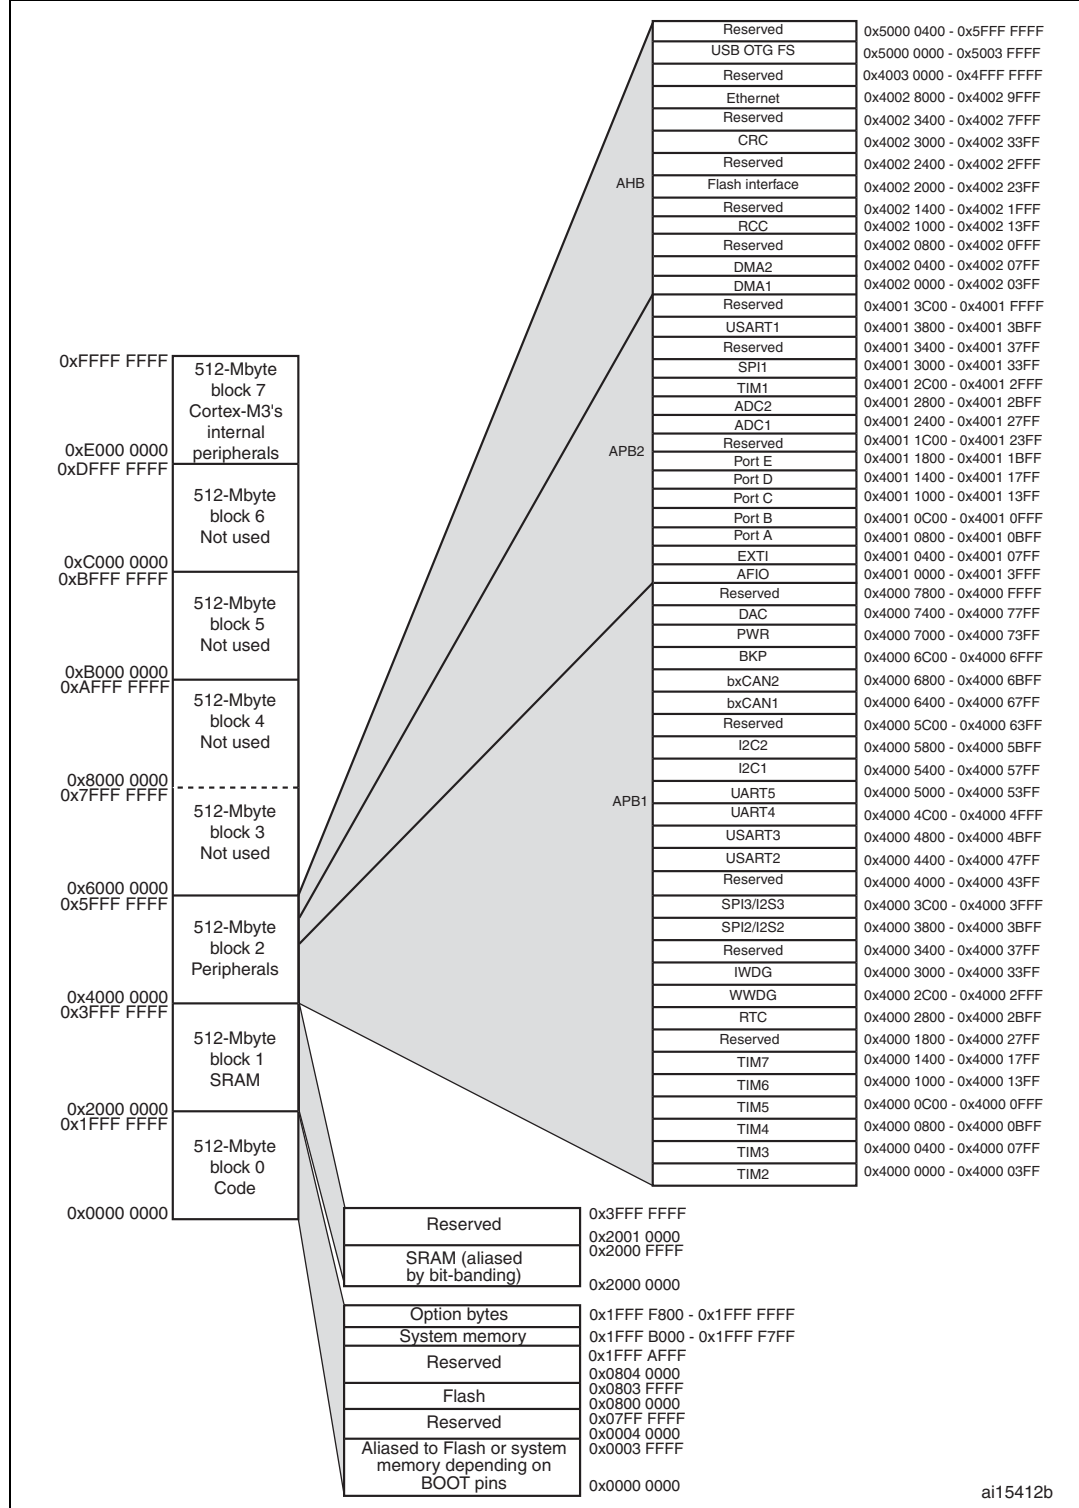 Reserved 0x5000 0400 - 0x5FFF FFFF
USB OTG FS 0x5000 0000 - 0x5003 FFFF
Reserved 0x4003 0000 - 0x4FFF FFFF
Ethernet 0x4002 8000 - 0x4002 9FFF
Reserved 0x4002 3400 - 0x4002 7FFF
CRC 0x4002 3000 - 0x4002 33FF
Reserved 0x4002 2400 - 0x4002 2FFF
AHB Flash interface 0x4002 2000 - 0x4002 23FF
Reserved 0x4002 1400 - 0x4002 1FFF
RCC 0x4002 1000 - 0x4002 13FF
Reserved 0x4002 0800 - 0x4002 0FFF
DMA2 0x4002 0400 - 0x4002 07FF
DMA1 0x4002 0000 - 0x4002 03FF
Reserved 0x4001 3C00 - 0x4001 FFFF
USART1 0x4001 3800 - 0x4001 3BFF
Reserved 0x4001 3400 - 0x4001 37FF
SPI1 0x4001 3000 - 0x4001 33FF
TIM1 0x4001 2C00 - 0x4001 2FFF
ADC2 0x4001 2800 - 0x4001 2BFF
ADC1 0x4001 2400 - 0x4001 27FF
Reserved 0x4001 1C00 - 0x4001 23FF
APB2 Port E 0x4001 1800 - 0x4001 1BFF
Port D 0x4001 1400 - 0x4001 17FF
Port C 0x4001 1000 - 0x4001 13FF
Port B 0x4001 0C00 - 0x4001 0FFF
Port A 0x4001 0800 - 0x4001 0BFF
EXTI 0x4001 0400 - 0x4001 07FF
AFIO 0x4001 0000 - 0x4001 3FFF
Reserved 0x4000 7800 - 0x4000 FFFF
DAC 0x4000 7400 - 0x4000 77FF
PWR 0x4000 7000 - 0x4000 73FF
BKP 0x4000 6C00 - 0x4000 6FFF
bxCAN2 0x4000 6800 - 0x4000 6BFF
bxCAN1 0x4000 6400 - 0x4000 67FF
Reserved 0x4000 5C00 - 0x4000 63FF
I2C2 0x4000 5800 - 0x4000 5BFF
I2C1 0x4000 5400 - 0x4000 57FF
APB1 UART5 0x4000 5000 - 0x4000 53FF
UART4 0x4000 4C00 - 0x4000 4FFF
USART3 0x4000 4800 - 0x4000 4BFF
USART2 0x4000 4400 - 0x4000 47FF
Reserved 0x4000 4000 - 0x4000 43FF
SPI3/I2S3 0x4000 3C00 - 0x4000 3FFF
SPI2/I2S2 0x4000 3800 - 0x4000 3BFF
Reserved 0x4000 3400 - 0x4000 37FF
IWDG 0x4000 3000 - 0x4000 33FF
WWDG 0x4000 2C00 - 0x4000 2FFF
RTC 0x4000 2800 - 0x4000 2BFF
Reserved 0x4000 1800 - 0x4000 27FF
TIM7 0x4000 1400 - 0x4000 17FF
TIM6 0x4000 1000 - 0x4000 13FF
TIM5 0x4000 0C00 - 0x4000 0FFF
TIM4 0x4000 0800 - 0x4000 0BFF
TIM3 0x4000 0400 - 0x4000 07FF
TIM2 0x4000 0000 - 0x4000 03FF
0xFFFF FFFF
512-Mbyte
block 7
Cortex-M3's
internal
peripherals
0xE000 0000
0xDFFF FFFF
512-Mbyte
block 6
Not used
0xC000 0000
0xBFFF FFFF
512-Mbyte
block 5
Not used
0xB000 0000
0xAFFF FFFF
512-Mbyte
block 4
Not used
0x8000 0000
0x7FFF FFFF
512-Mbyte
block 3
Not used
0x6000 0000
0x5FFF FFFF
512-Mbyte
block 2
Peripherals
0x4000 0000
0x3FFF FFFF
512-Mbyte
block 1
SRAM
0x2000 0000
0x1FFF FFFF
512-Mbyte
block 0
Code
0x0000 0000
0x3FFF FFFF
Reserved
0x2001 0000
0x2000 FFFF
SRAM (aliased
by bit-banding)
0x2000 0000
Option bytes 0x1FFF F800 - 0x1FFF FFFF
System memory 0x1FFF B000 - 0x1FFF F7FF
0x1FFF AFFF
Reserved
0x0804 0000
0x0803 FFFF
Flash
0x0800 0000
0x07FF FFFF
Reserved
0x0004 0000
0x0003 FFFF
Aliased to Flash or system
memory depending on
BOOT pins
0x0000 0000
ai15412b